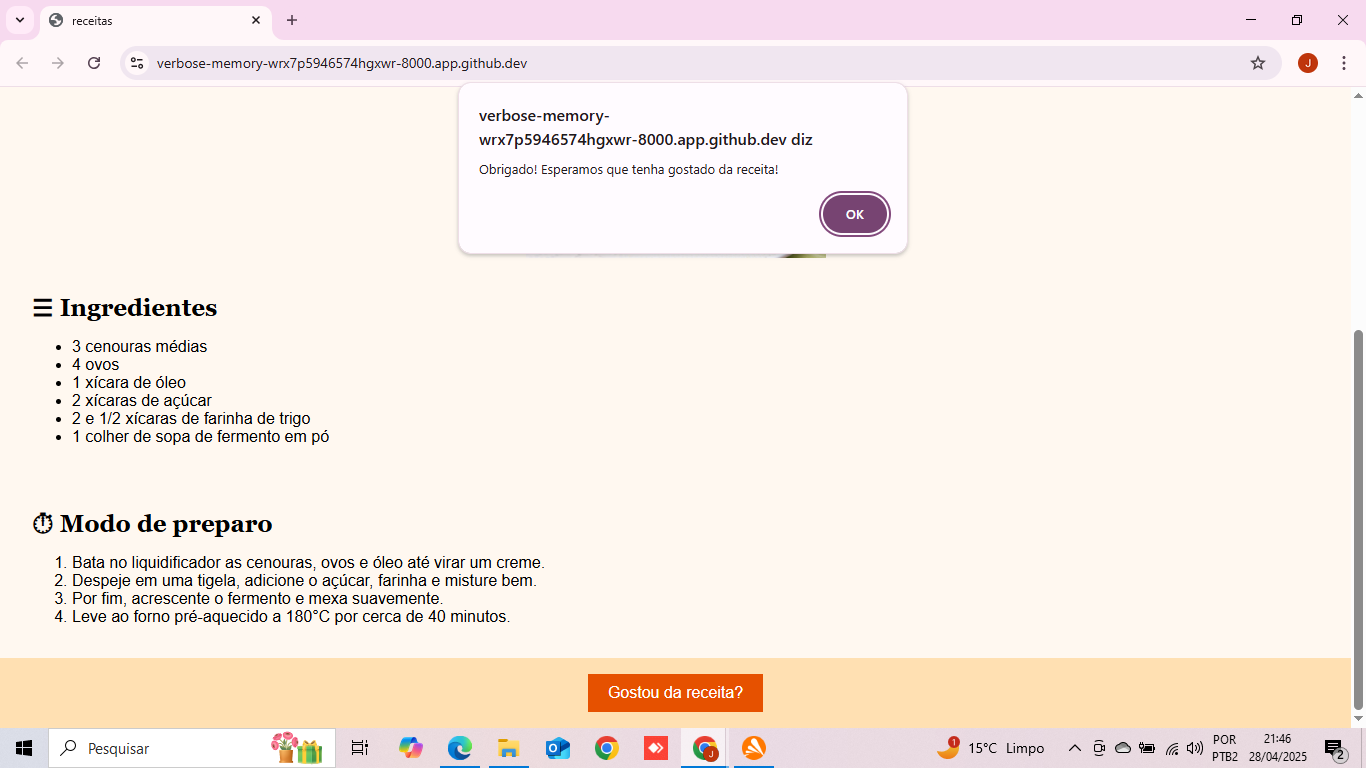 receitas
verbose-memory-wrx7p5946574hgxwr-8000.app.github.dev
J
verbose-memory-
wrx7p5946574hgxwr-8000.app.github.dev diz
Obrigado! Esperamos que tenha gostado da receita!
OK
Ingredientes
3 cenouras médias
4 ovos
1 xícara de óleo
2 xícaras de açúcar
2 e 1/2 xícaras de farinha de trigo
1 colher de sopa de fermento em pó
Modo de preparo
1. Bata no liquidificador as cenouras, ovos e óleo até virar um creme.
2. Despeje em uma tigela, adicione o açúcar, farinha e misture bem.
3. Por fim, acrescente o fermento e mexa suavemente.
4. Leve ao forno pré-aquecido a 180°C por cerca de 40 minutos.
Gostou da receita?
Pesquisar
J
1
15°C Limpo
POR
PTB2
21:46
28/04/2025
2